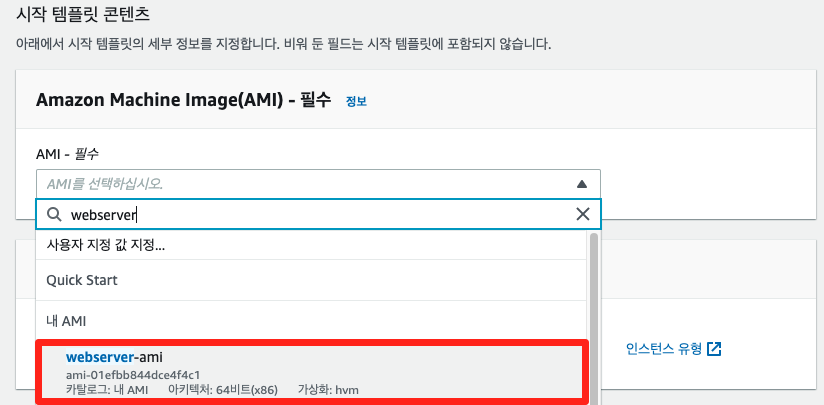 시작 템플릿 콘텐츠
아래에서 시작 템플릿의 세부 정보를 지정합니다. 비워 둔 필드는 시작 템플릿에 포함되지 않습니다.
Amazon Machine Image(AMI) - 필수 정보
AMI - 필수
AMI를 선택하십시오.
webserver
사용자 지정 값 지정...
Quick Start
내 AMI
인스턴스 유형
webserver-ami
ami-01efbb844dce4f4c1
카탈로그: 내 AMI 아키텍처: 64비트(x86) 가상화: hvm